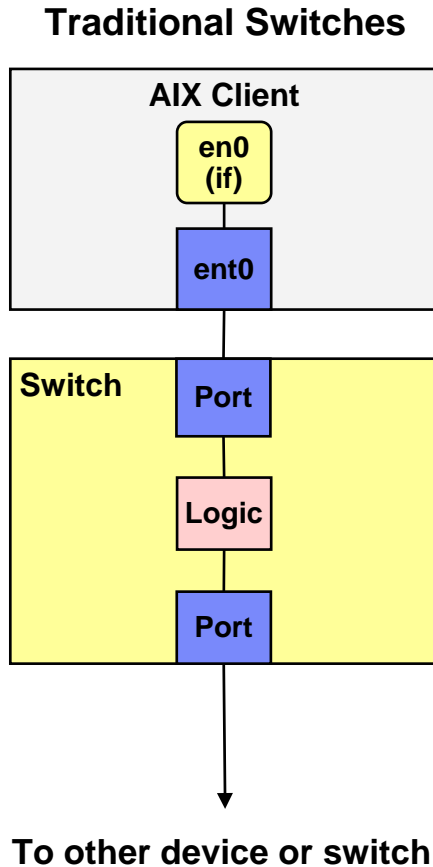 Traditional Switches
AIX Client
en0
(if)
ent0
Switch
Port
Logic
Port
To other device or switch